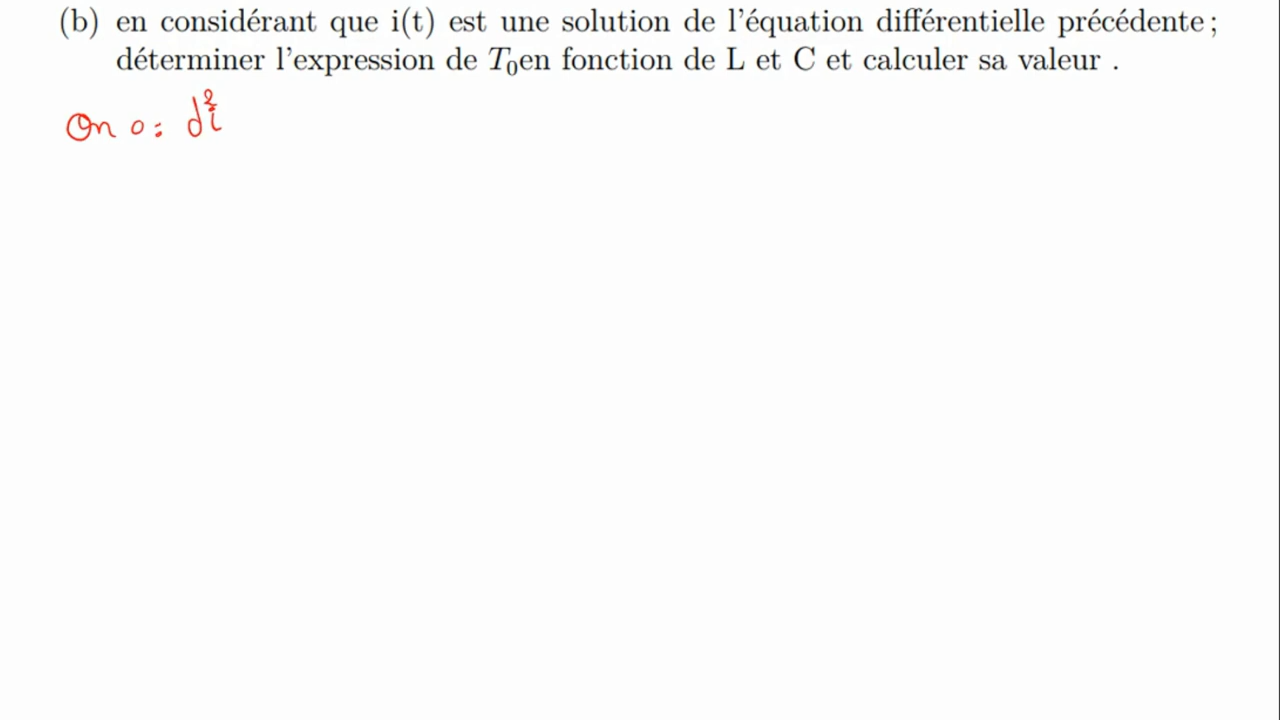 (b) en considérant que i(t) est une solution de l'équation différentielle précédente ;
déterminer l'expression de T₀en fonction de L et C et calculer sa valeur .
On a : d²i